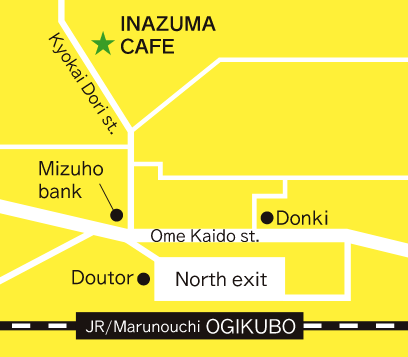 INAZUMA
CAFE
Kyokai Dori st.
Mizuho
bank
Donki
Ome Kaido st.
Doutor
North exit
JR/Marunouchi OGIKUBO